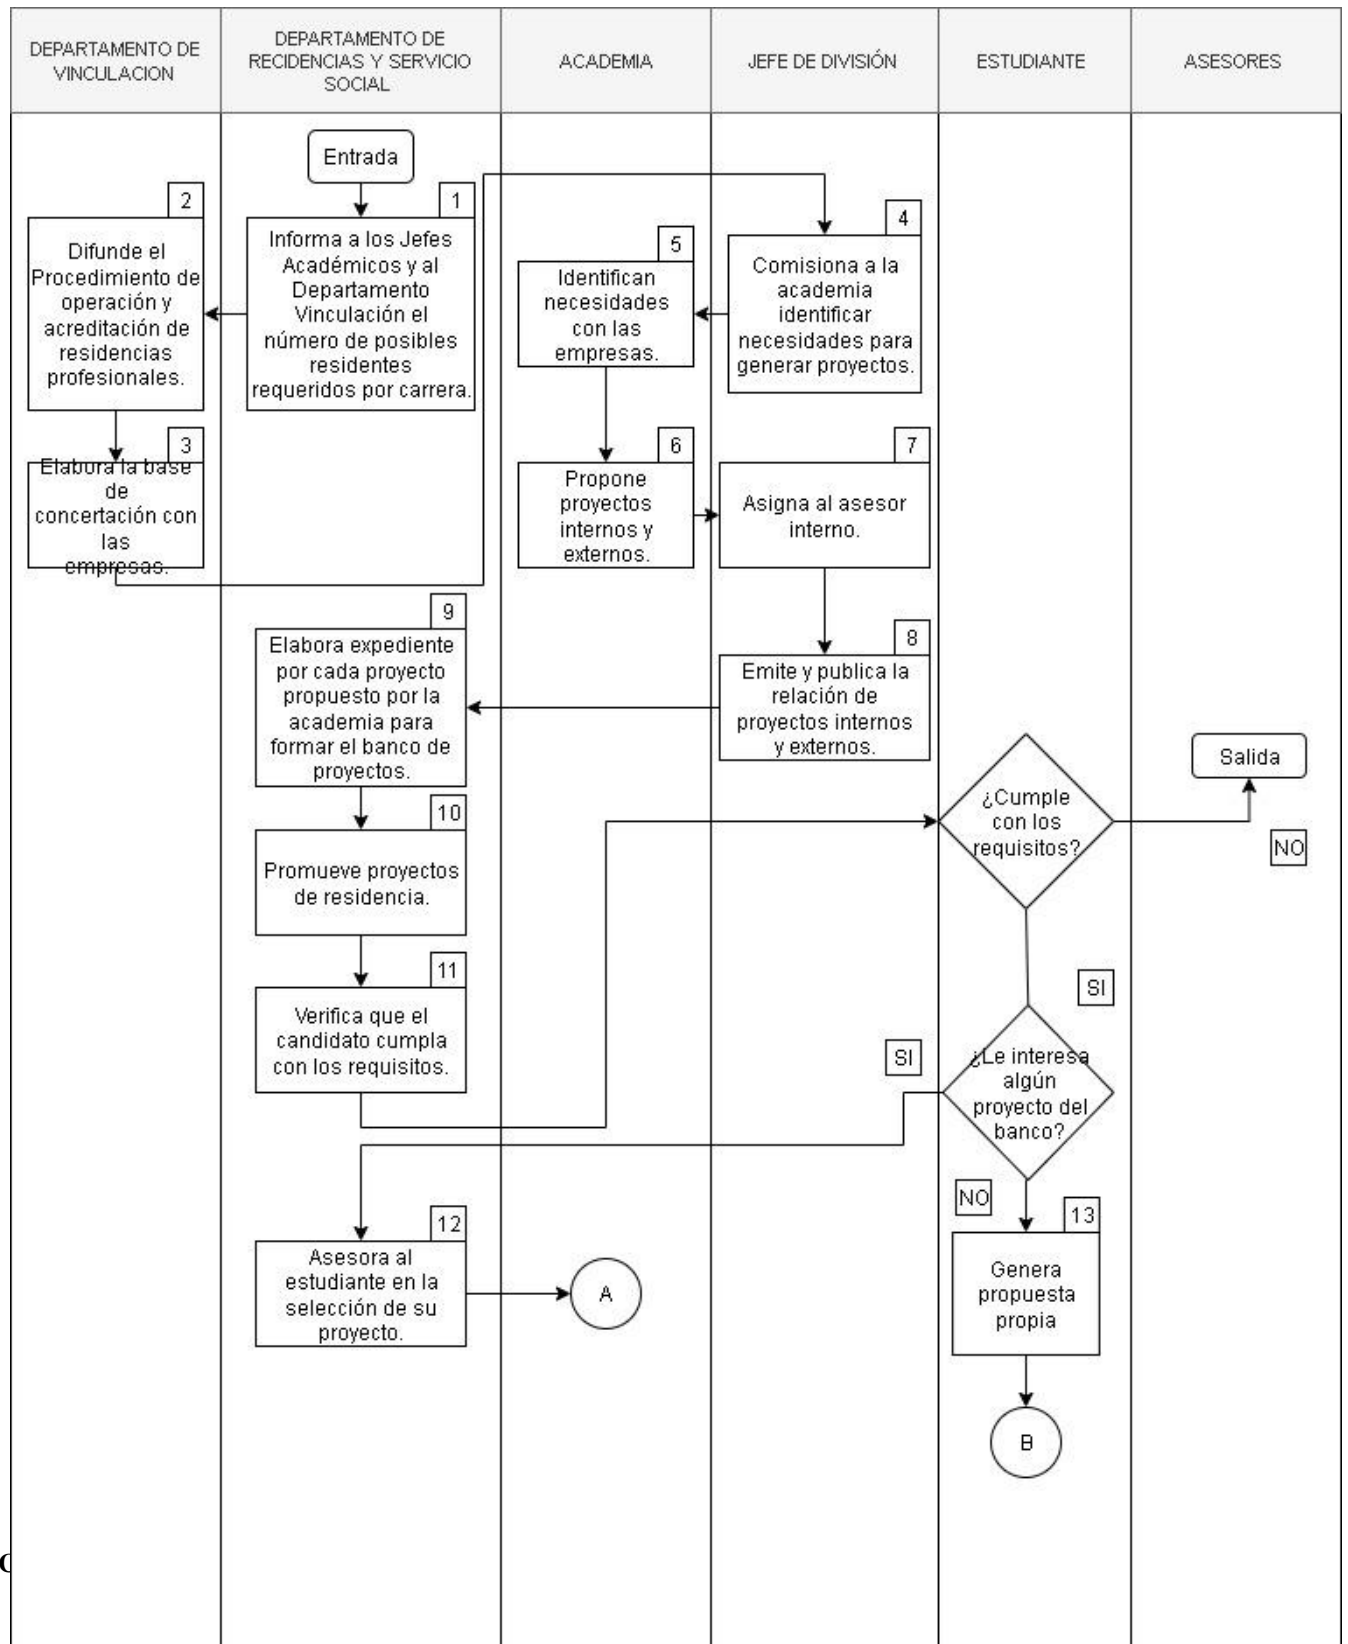 DEPARTAMENTO DE
VINCULACION
DEPARTAMENTO DE
RECIDENCIAS Y SERVICIO
SOCIAL
ACADEMIA
JEFE DE DIVISIÓN
ESTUDIANTE
ASESORES
Entrada
1
Informa a los Jefes
Académicos y al
Departamento
Vinculación el
número de posibles
residentes
requeridos por carrera.
2
Difunde el
Procedimiento de
operación y
acreditación de
residencias
profesionales.
3
Elabora la base
de
concertación con
las
empresas.
4
Comisiona a la
academia
identificar
necesidades para
generar proyectos.
5
Identifican
necesidades
con las
empresas.
6
Propone
proyectos
internos y
externos.
7
Asigna al asesor
interno.
8
Emite y publica la
relación de
proyectos internos
y externos.
9
Elabora expediente
por cada proyecto
propuesto por la
academia para
formar el banco de
proyectos.
10
Promueve proyectos
de residencia.
11
Verifica que el
candidato cumpla
con los requisitos.
¿Cumple
con los
requisitos?
Salida
NO
SI
¿Le interesa
algún
proyecto del
banco?
SI
NO
12
Asesora al
estudiante en la
selección de su
proyecto.
A
13
Genera
propuesta
propia
B